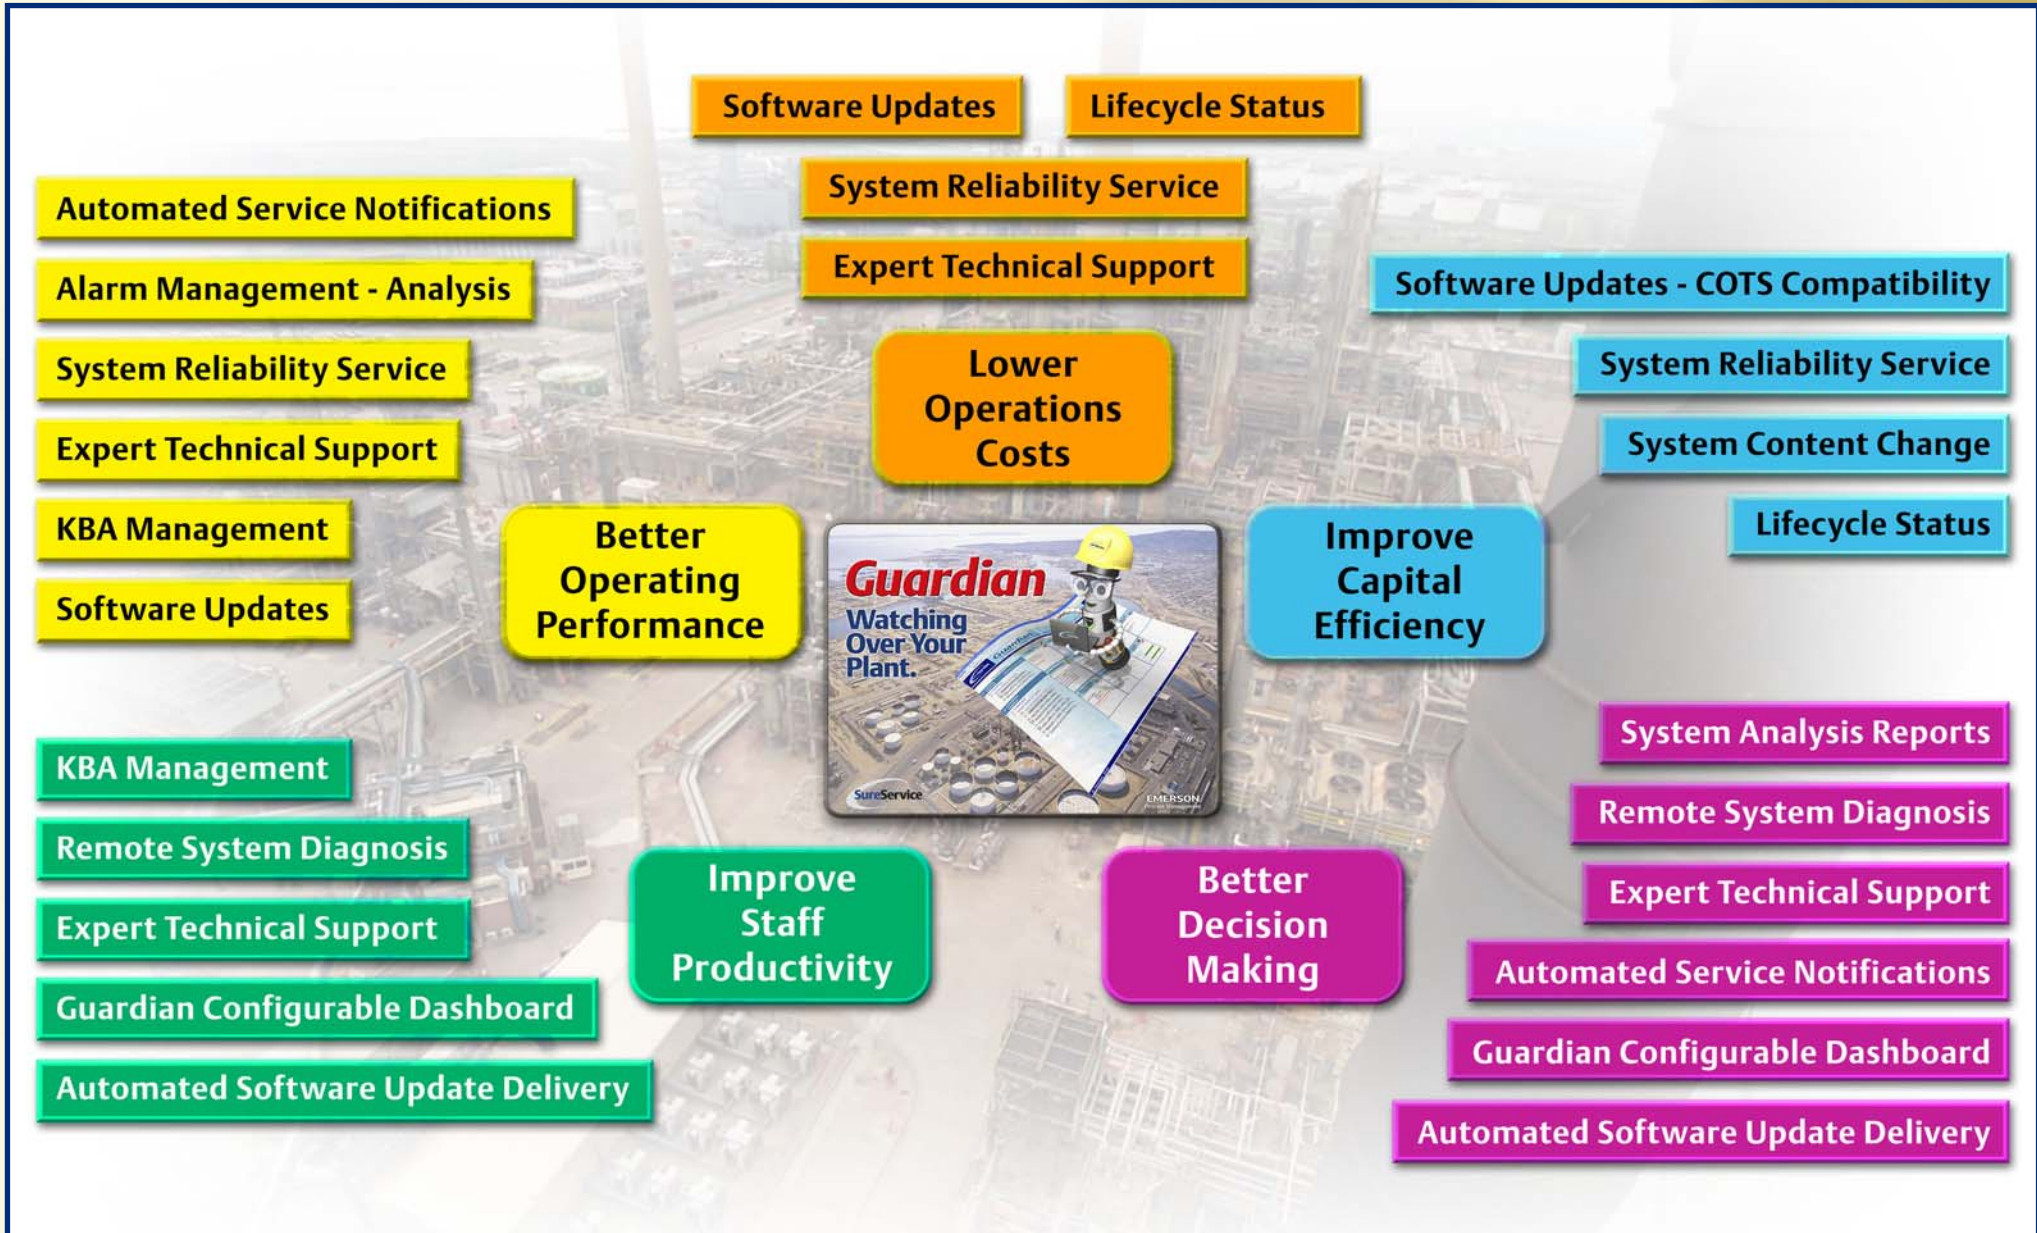 Software Updates
Lifecycle Status
System Reliability Service
Expert Technical Support
Lower
Operations
Costs
Automated Service Notifications
Alarm Management - Analysis
System Reliability Service
Expert Technical Support
KBA Management
Software Updates
Better
Operating
Performance
Software Updates - COTS Compatibility
System Reliability Service
System Content Change
Lifecycle Status
Improve
Capital
Efficiency
Guardian
Watching
Over Your
Plant.
Guardian
SureService
EMERSON
Process Management
KBA Management
Remote System Diagnosis
Expert Technical Support
Guardian Configurable Dashboard
Automated Software Update Delivery
Improve
Staff
Productivity
Better
Decision
Making
System Analysis Reports
Remote System Diagnosis
Expert Technical Support
Automated Service Notifications
Guardian Configurable Dashboard
Automated Software Update Delivery